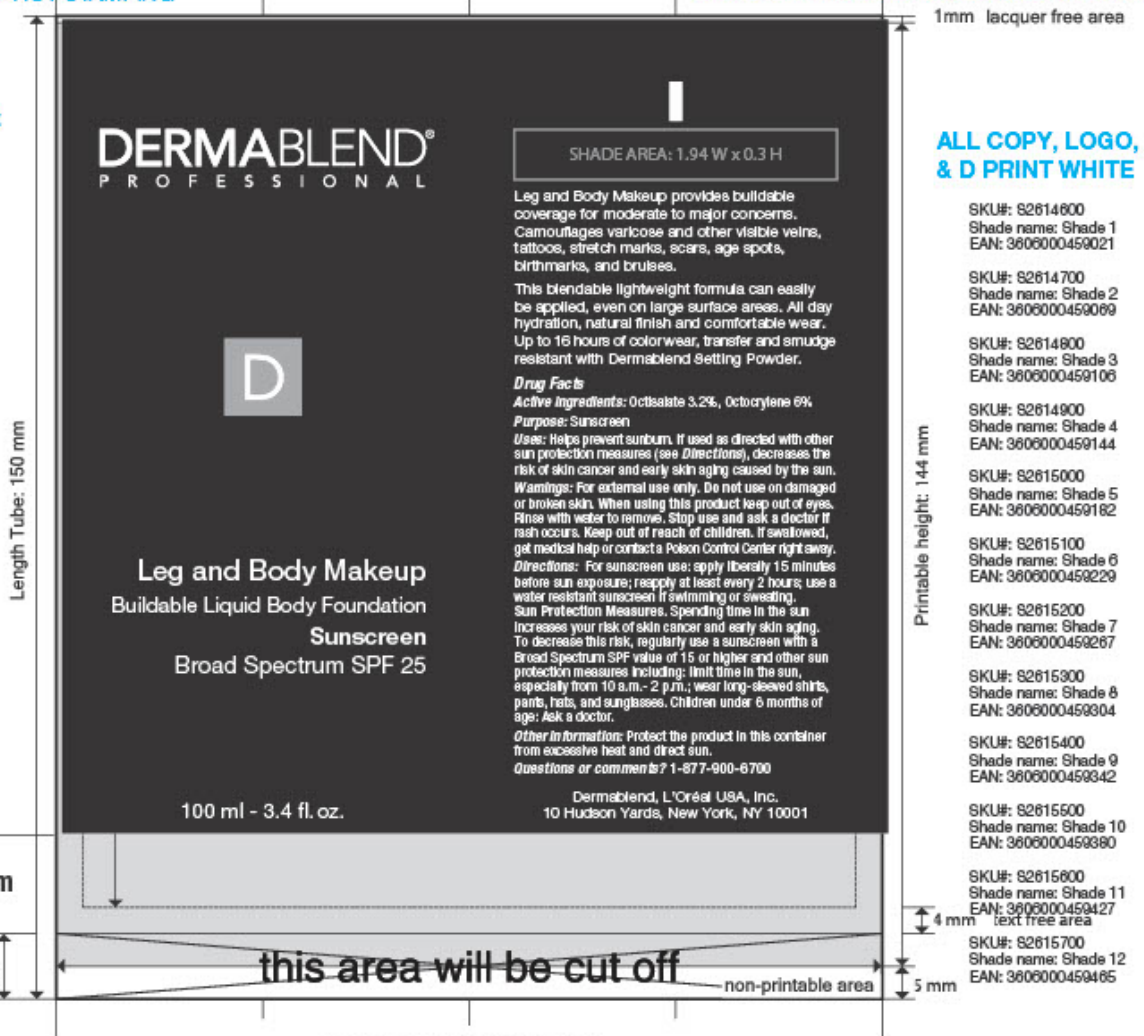 1mm lacquer free area
DERMABLEND®
PROFESSIONAL
D
Leg and Body Makeup
Buildable Liquid Body Foundation
Sunscreen
Broad Spectrum SPF 25
100 ml - 3.4 fl. oz.
SHADE AREA: 1.94 W x 0.3 H
Leg and Body Makeup provides buildable
coverage for moderate to major concerns.
Camouflages varicose and other visible veins,
tattoos, stretch marks, scars, age spots,
birthmarks, and bruises.
This blendable lightweight formula can easily
be applied, even on large surface areas. All day
hydration, natural finish and comfortable wear.
Up to 16 hours of colorwear, transfer and smudge
resistant with Dermablend Setting Powder.
Drug Facts
Active Ingredients: Octisalate 3.2%, Octocrylene 6%
Purpose: Sunscreen
Uses: Helps prevent sunburn. If used as directed with other
sun protection measures (see Directions), decreases the
risk of skin cancer and early skin aging caused by the sun.
Warnings: For external use only. Do not use on damaged
or broken skin. When using this product keep out of eyes.
Rinse with water to remove. Stop use and ask a doctor if
rash occurs. Keep out of reach of children. If swallowed,
get medical help or contact a Poison Control Center right away.
Directions: For sunscreen use: apply liberally 15 minutes
before sun exposure; reapply at least every 2 hours; use a
water resistant sunscreen if swimming or sweating.
Sun Protection Measures. Spending time in the sun
increases your risk of skin cancer and early skin aging.
To decrease this risk, regularly use a sunscreen with a
Broad Spectrum SPF value of 15 or higher and other sun
protection measures including: limit time in the sun,
especially from 10 a.m.- 2 p.m.; wear long-sleeved shirts,
pants, hats, and sunglasses. Children under 6 months of
age: Ask a doctor.
Other Information: Protect the product in this container
from excessive heat and direct sun.
Questions or comments? 1-877-900-6700
Dermablend, L'Oréal USA, Inc.
10 Hudson Yards, New York, NY 10001
Length Tube: 150 mm
Printable height: 144 mm
ALL COPY, LOGO,
& D PRINT WHITE
SKU#: S2614600
Shade name: Shade 1
EAN: 3606000459021
SKU#: S2614700
Shade name: Shade 2
EAN: 3606000459069
SKU#: S2614800
Shade name: Shade 3
EAN: 3606000459106
SKU#: S2614900
Shade name: Shade 4
EAN: 3606000459144
SKU#: S2615000
Shade name: Shade 5
EAN: 3606000459182
SKU#: S2615100
Shade name: Shade 6
EAN: 3606000459229
SKU#: S2615200
Shade name: Shade 7
EAN: 3606000459267
SKU#: S2615300
Shade name: Shade 8
EAN: 3606000459304
SKU#: S2615400
Shade name: Shade 9
EAN: 3606000459342
SKU#: S2615500
Shade name: Shade 10
EAN: 3606000459380
SKU#: S2615600
Shade name: Shade 11
EAN: 3606000459427
4 mm text free area
SKU#: S2615700
Shade name: Shade 12
EAN: 3606000459465
this area will be cut off
non-printable area
5 mm